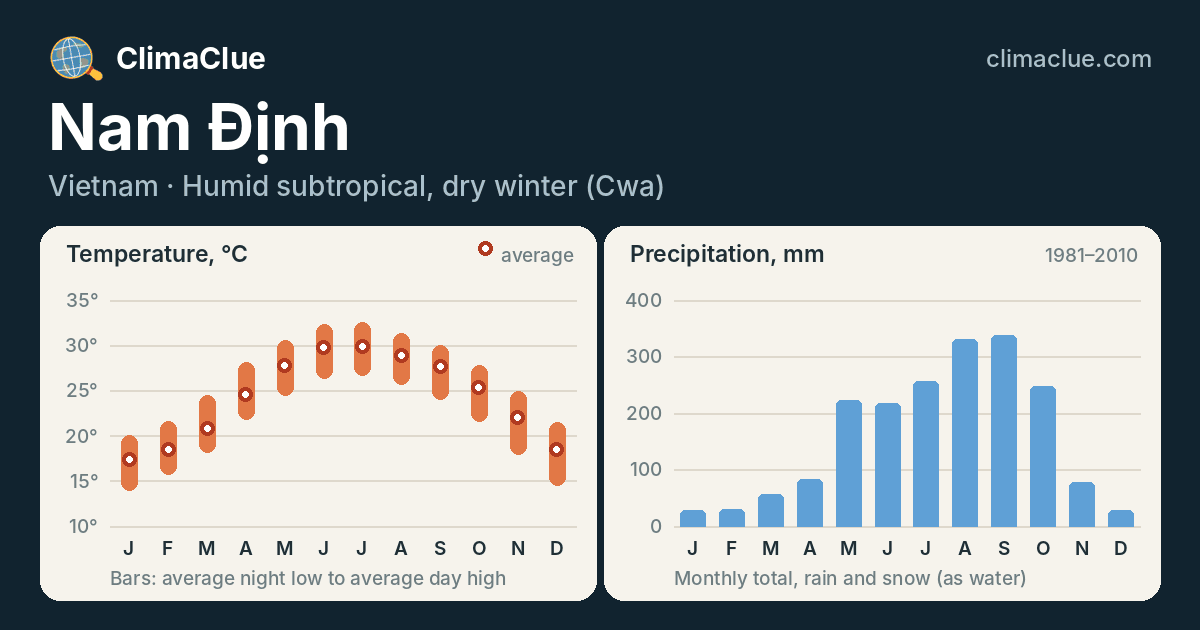 ClimaClue
climaclue.com
Nam Định
Vietnam · Humid subtropical, dry winter (Cwa)
Temperature, °C
average
35°
30°
25°
20°
15°
10°
J F M A M J J A S O N D
Bars: average night low to average day high
Precipitation, mm
1981–2010
400
300
200
100
0
J F M A M J J A S O N D
Monthly total, rain and snow (as water)